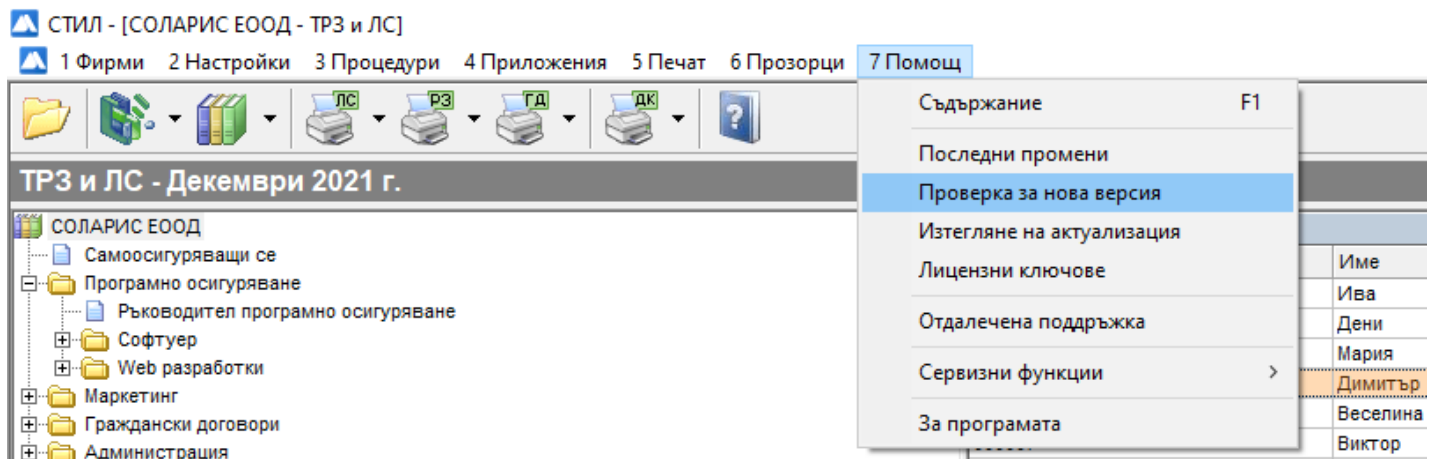 СТИЛ - [СОЛАРИС ЕООД - ТРЗ и ЛС]
1 Фирми 2 Настройки 3 Процедури 4 Приложения 5 Печат 6 Прозорци 7 Помощ
ЛС РЗ ГД ДК
Съдържание F1
Последни промени
Проверка за нова версия
Изтегляне на актуализация
Лицензни ключове
Отдалечена поддръжка
Сервизни функции
За програмата
ТРЗ и ЛС - Декември 2021 г.
СОЛАРИС ЕООД
Самоосигуряващи се
Програмно осигуряване
Ръководител програмно осигуряване
Софтуер
Web разработки
Маркетинг
Граждански договори
Администрация
Име
Ива
Дени
Мария
Димитър
Веселина
Виктор